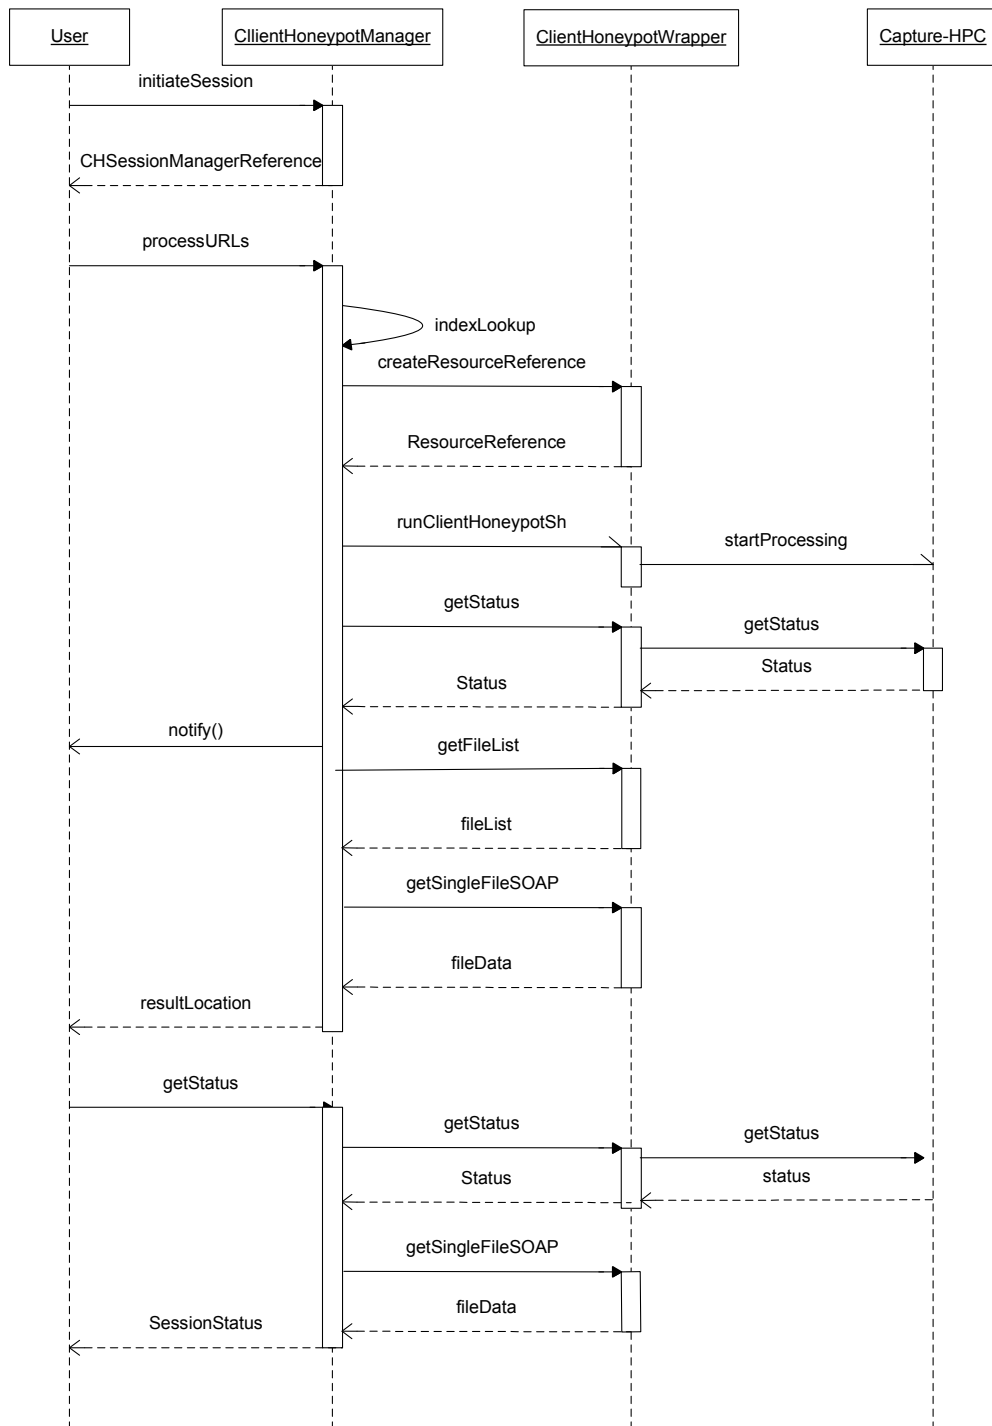 User
CllientHoneypotManager
ClientHoneypotWrapper
Capture-HPC
initiateSession
CHSessionManagerReference
processURLs
indexLookup
createResourceReference
ResourceReference
runClientHoneypotSh
startProcessing
getStatus
getStatus
Status
Status
notify()
getFileList
fileList
getSingleFileSOAP
fileData
resultLocation
getStatus
getStatus
getStatus
Status
status
getSingleFileSOAP
fileData
SessionStatus